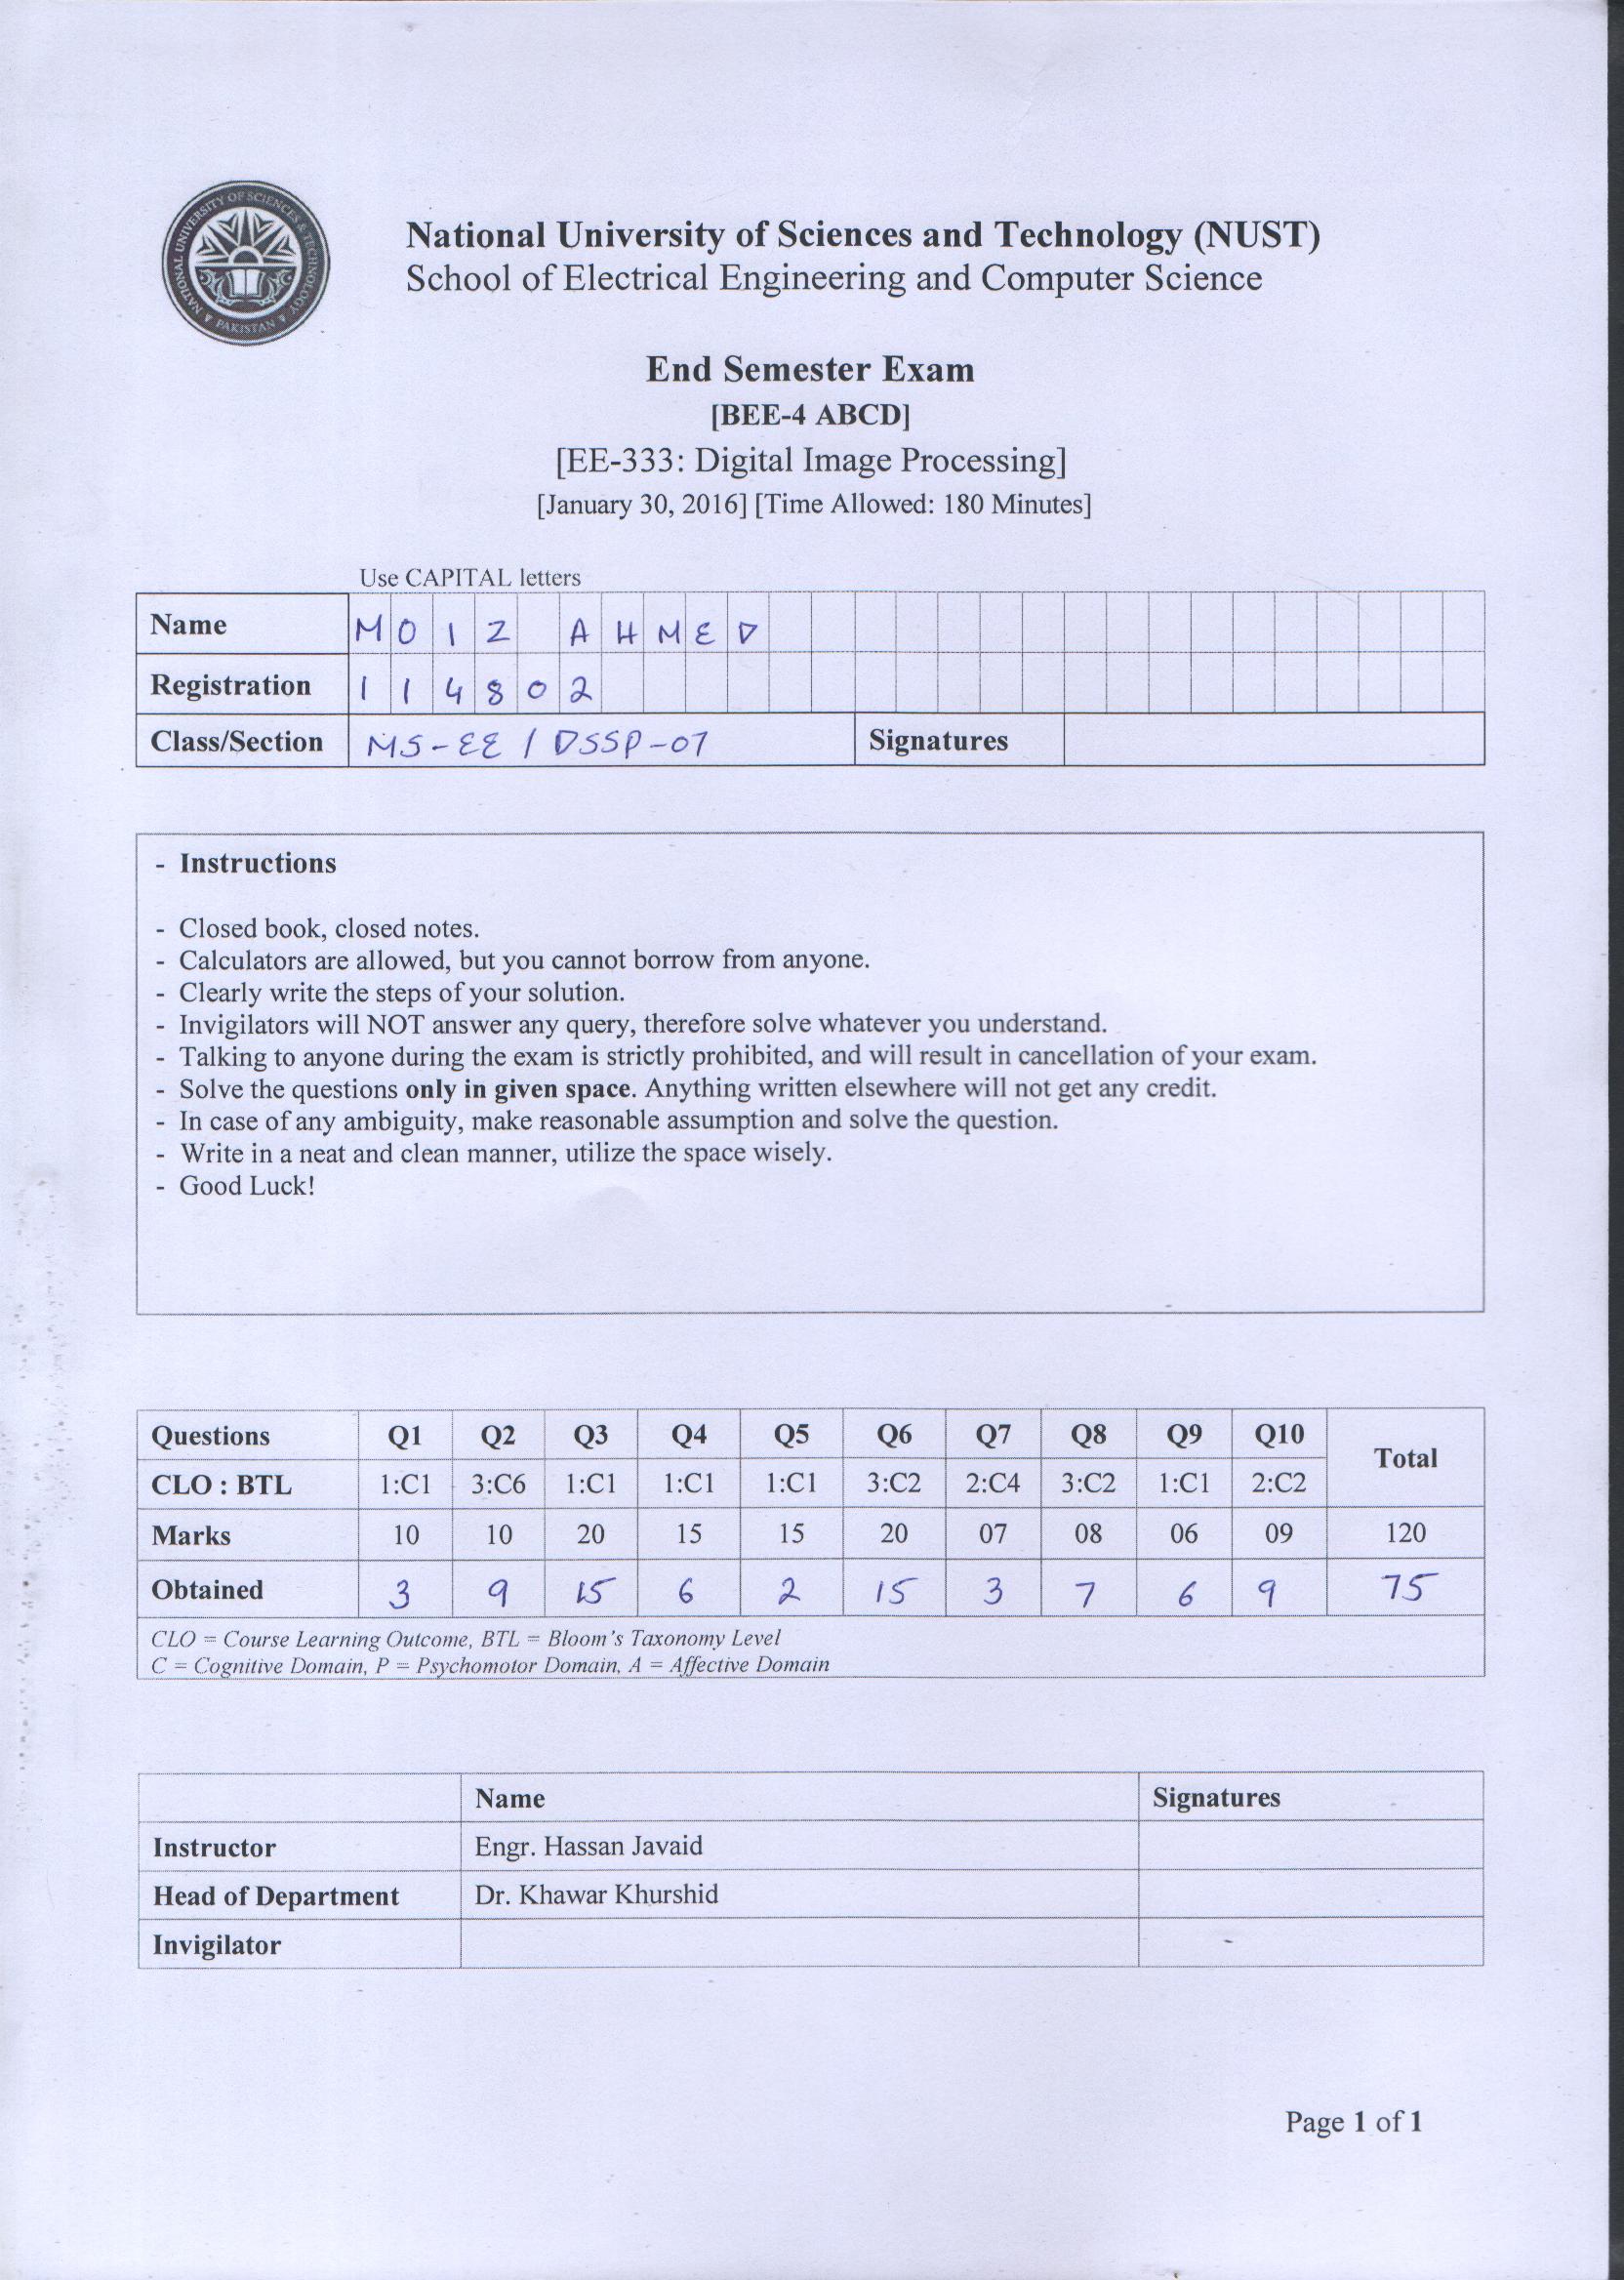 NATIONAL UNIVERSITY OF SCIENCES & TECHNOLOGY
PAKISTAN
National University of Sciences and Technology (NUST)
School of Electrical Engineering and Computer Science
End Semester Exam
[BEE-4 ABCD]
[EE-333: Digital Image Processing]
[January 30, 2016] [Time Allowed: 180 Minutes]
Use CAPITAL letters
Name MOIZ AHMED
Registration 114802
Class/Section MS-EE / DSSP-07 Signatures
- Instructions
- Closed book, closed notes.
- Calculators are allowed, but you cannot borrow from anyone.
- Clearly write the steps of your solution.
- Invigilators will NOT answer any query, therefore solve whatever you understand.
- Talking to anyone during the exam is strictly prohibited, and will result in cancellation of your exam.
- Solve the questions only in given space. Anything written elsewhere will not get any credit.
- In case of any ambiguity, make reasonable assumption and solve the question.
- Write in a neat and clean manner, utilize the space wisely.
- Good Luck!
Questions Q1 Q2 Q3 Q4 Q5 Q6 Q7 Q8 Q9 Q10 Total
CLO : BTL 1:C1 3:C6 1:C1 1:C1 1:C1 3:C2 2:C4 3:C2 1:C1 2:C2
Marks 10 10 20 15 15 20 07 08 06 09 120
Obtained 3 9 15 6 2 15 3 7 6 9 75
CLO = Course Learning Outcome, BTL = Bloom's Taxonomy Level
C = Cognitive Domain, P = Psychomotor Domain, A = Affective Domain
Name Signatures
Instructor Engr. Hassan Javaid
Head of Department Dr. Khawar Khurshid
Invigilator
Page 1 of 1